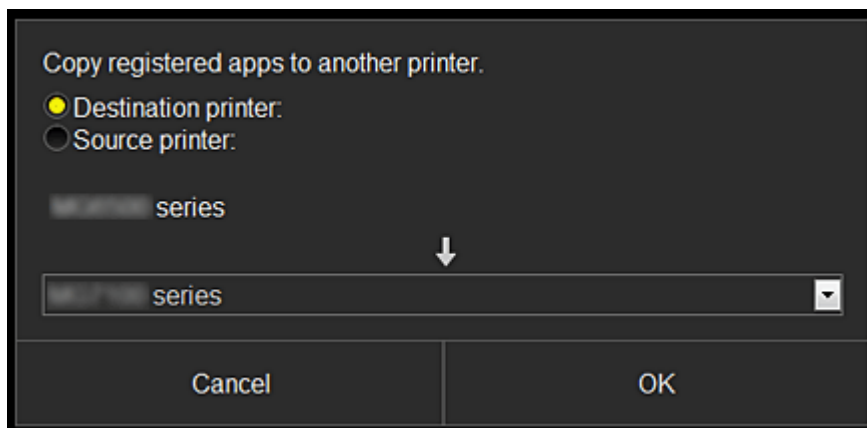 Copy registered apps to another printer.
Destination printer:
Source printer:
series
series
Cancel
OK